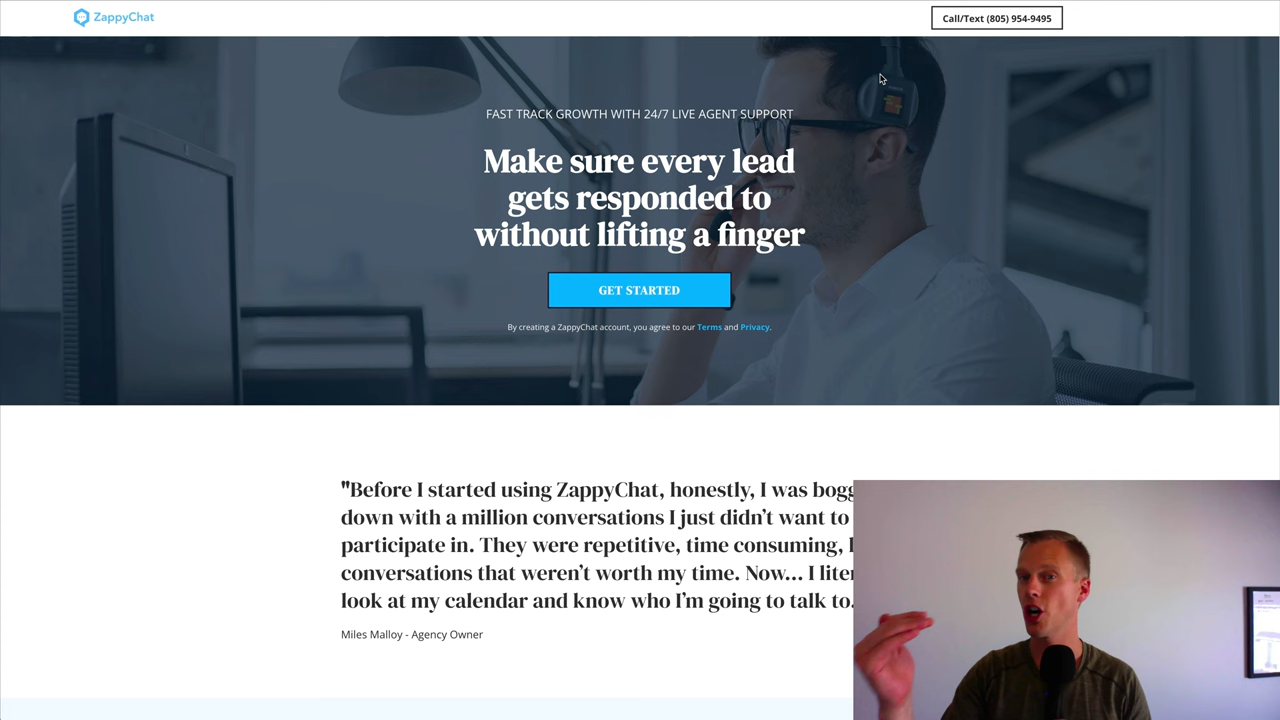 ZappyChat
Call/Text (805) 954-9495
FAST TRACK GROWTH WITH 24/7 LIVE AGENT SUPPORT
Make sure every lead
gets responded to
without lifting a finger
GET STARTED
By creating a ZappyChat account, you agree to our Terms and Privacy.
"Before I started using ZappyChat, honestly, I was
down with a million conversations I just didn't want to
participate in. They were repetitive, time consuming,
conversations that weren't worth my time. Now... I
look at my calendar and know who I'm going to talk to.
Miles Malloy - Agency Owner